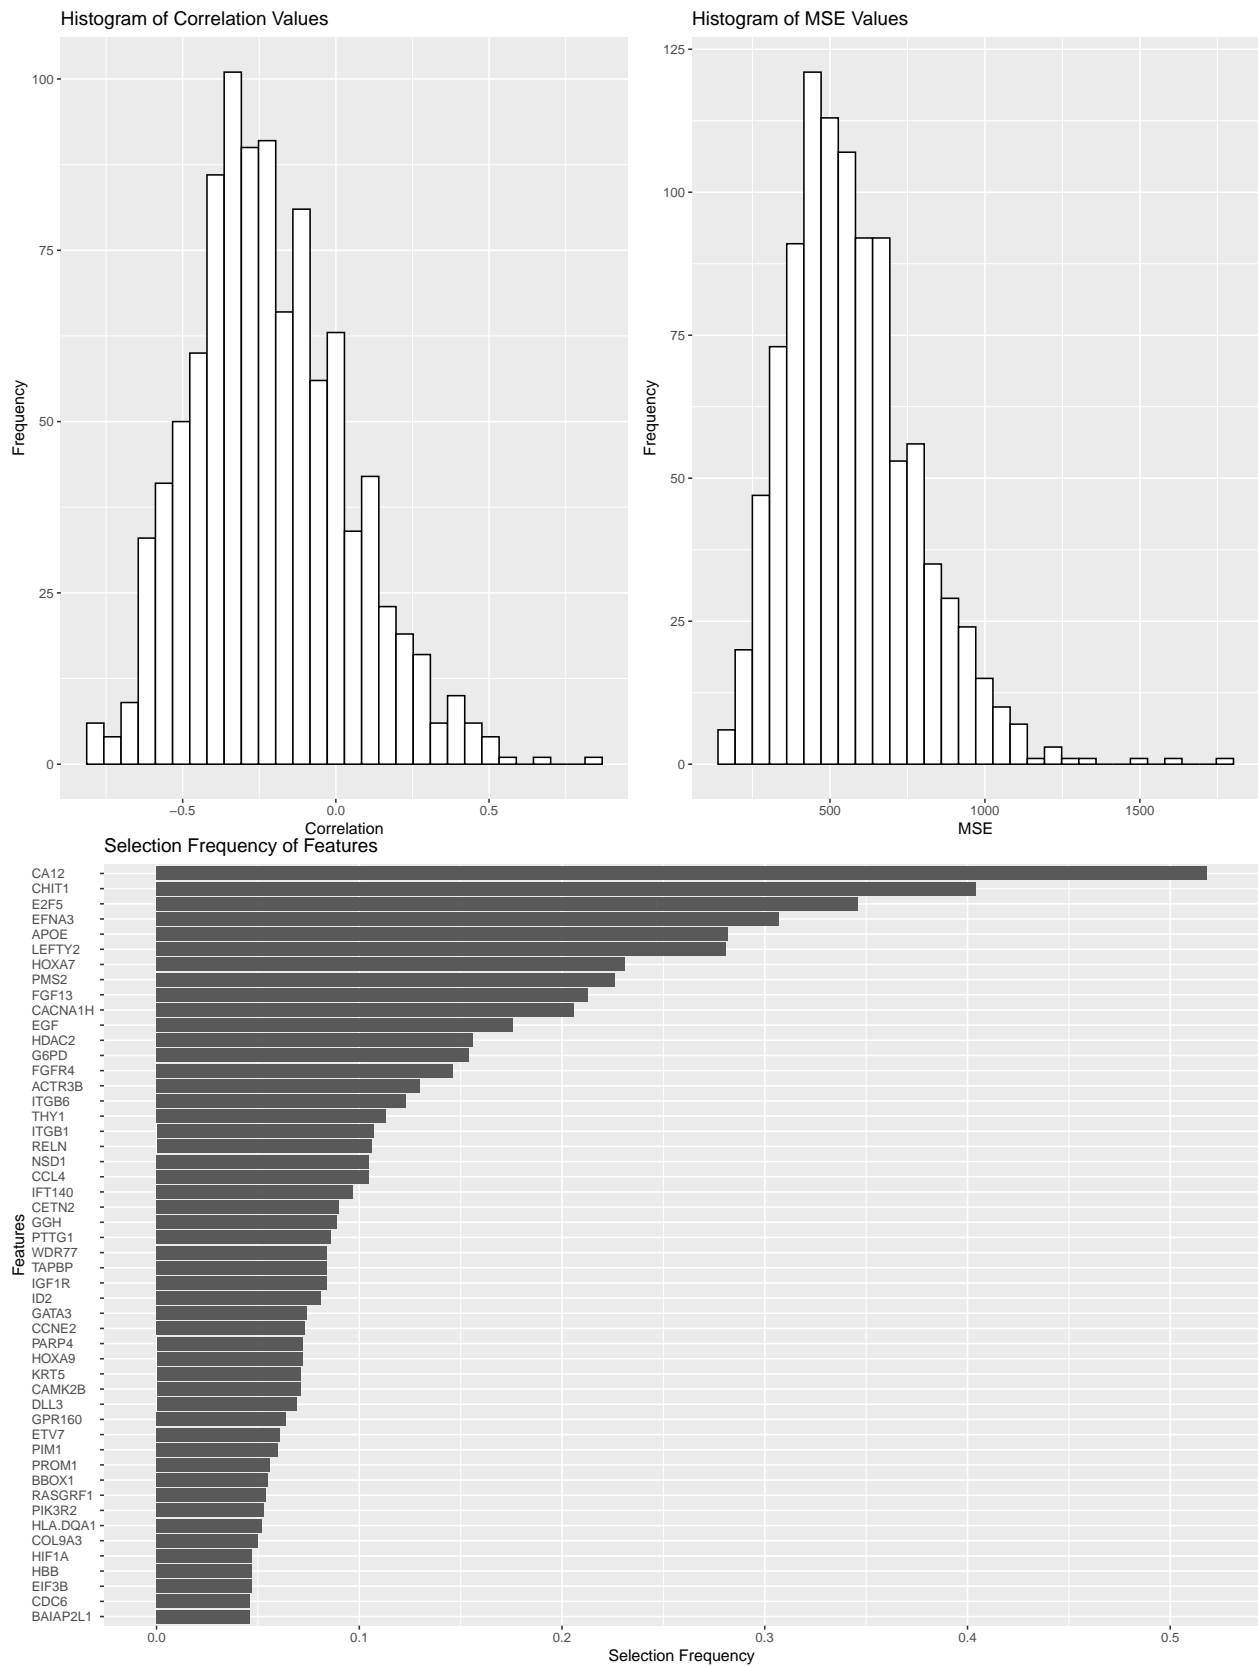 Histogram of Correlation Values
Frequency
100
75
50
25
0
−0.5
0.0
0.5
Correlation
Histogram of MSE Values
Frequency
125
100
75
50
25
0
500
1000
1500
MSE
Selection Frequency of Features
Features
CA12
CHIT1
E2F5
EFNA3
APOE
LEFTY2
HOXA7
PMS2
FGF13
CACNA1H
EGF
HDAC2
G6PD
FGFR4
ACTR3B
ITGB6
THY1
ITGB1
RELN
NSD1
CCL4
IFT140
CETN2
GGH
PTTG1
WDR77
TAPBP
IGF1R
ID2
GATA3
CCNE2
PARP4
HOXA9
KRT5
CAMK2B
DLL3
GPR160
ETV7
PIM1
PROM1
BBOX1
RASGRF1
PIK3R2
HLA.DQA1
COL9A3
HIF1A
HBB
EIF3B
CDC6
BAIAP2L1
0.0
0.1
0.2
0.3
0.4
0.5
Selection Frequency